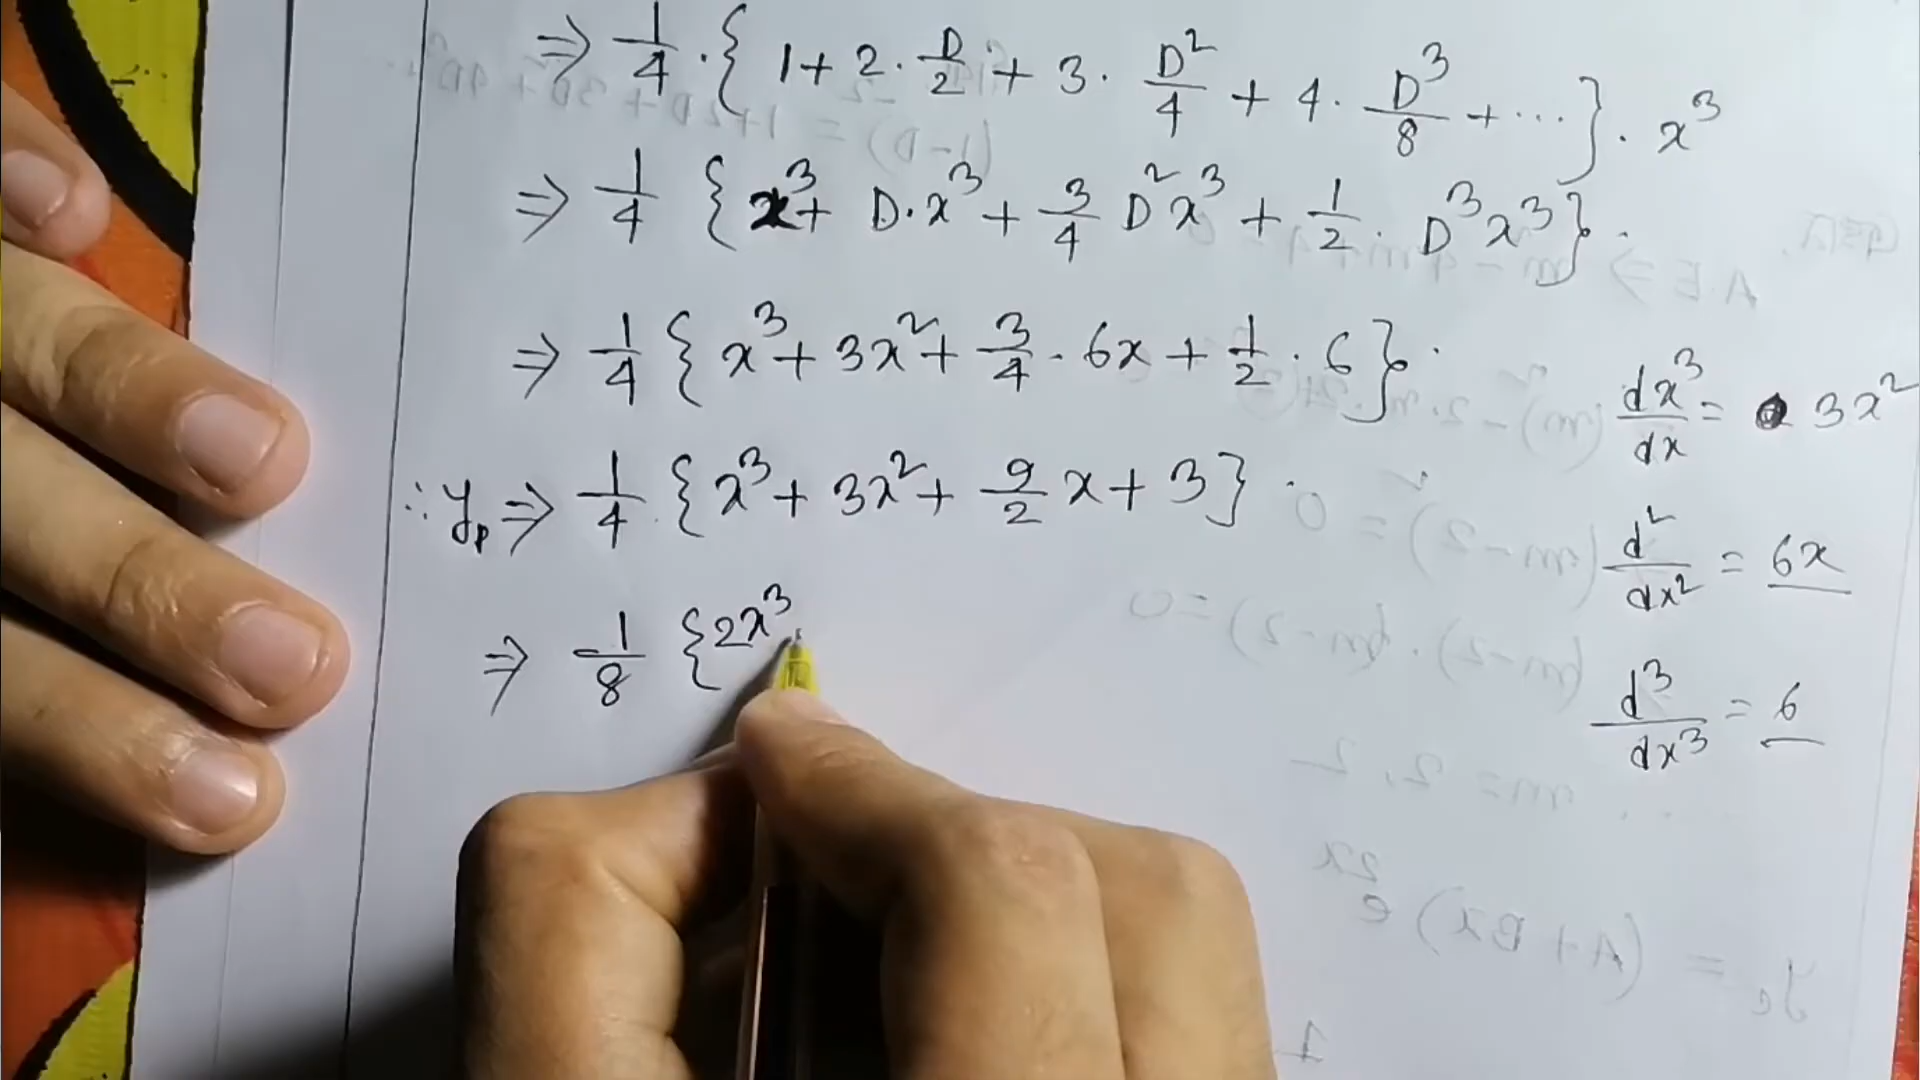 ⇒ 1/4 · { 1 + 2 · D/2 + 3 · D²/4 + 4 · D³/8 + ··· } · x³
⇒ 1/4 { x³ + D·x³ + 3/4 D²x³ + 1/2 · D³x³ } ·
⇒ 1/4 { x³ + 3x² + 3/4 · 6x + 1/2 · 6 } ·
∴ yₚ ⇒ 1/4 · { x³ + 3x² + 9/2 x + 3 } ·
⇒ 1/8 { 2x³
dx³/dx = 3x²
d²/dx² = 6x
d³/dx³ = 6